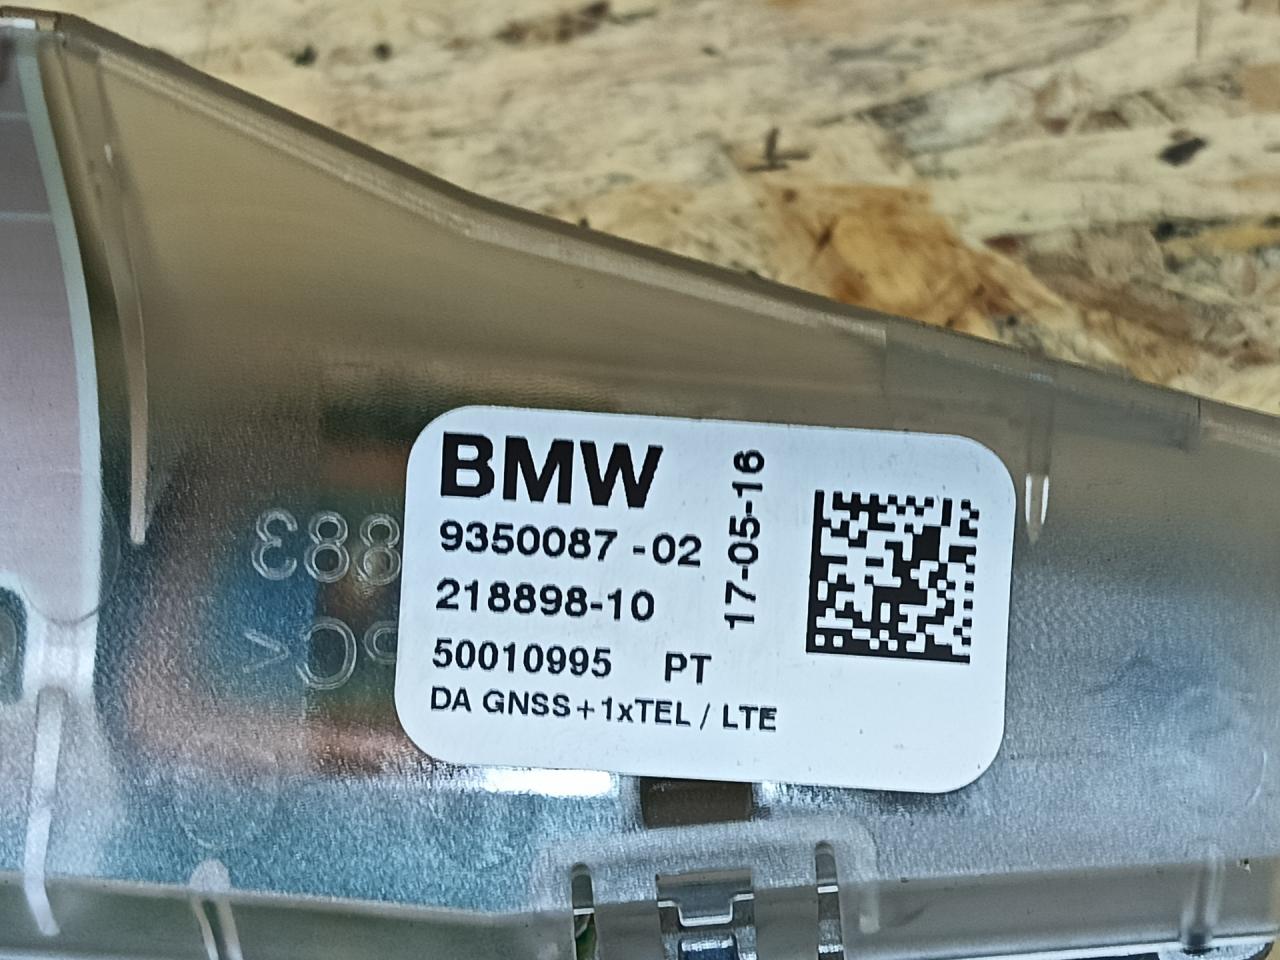 BMW
9350087 -02
218898-10
50010995 PT
DA GNSS+1xTEL / LTE
17-05-16